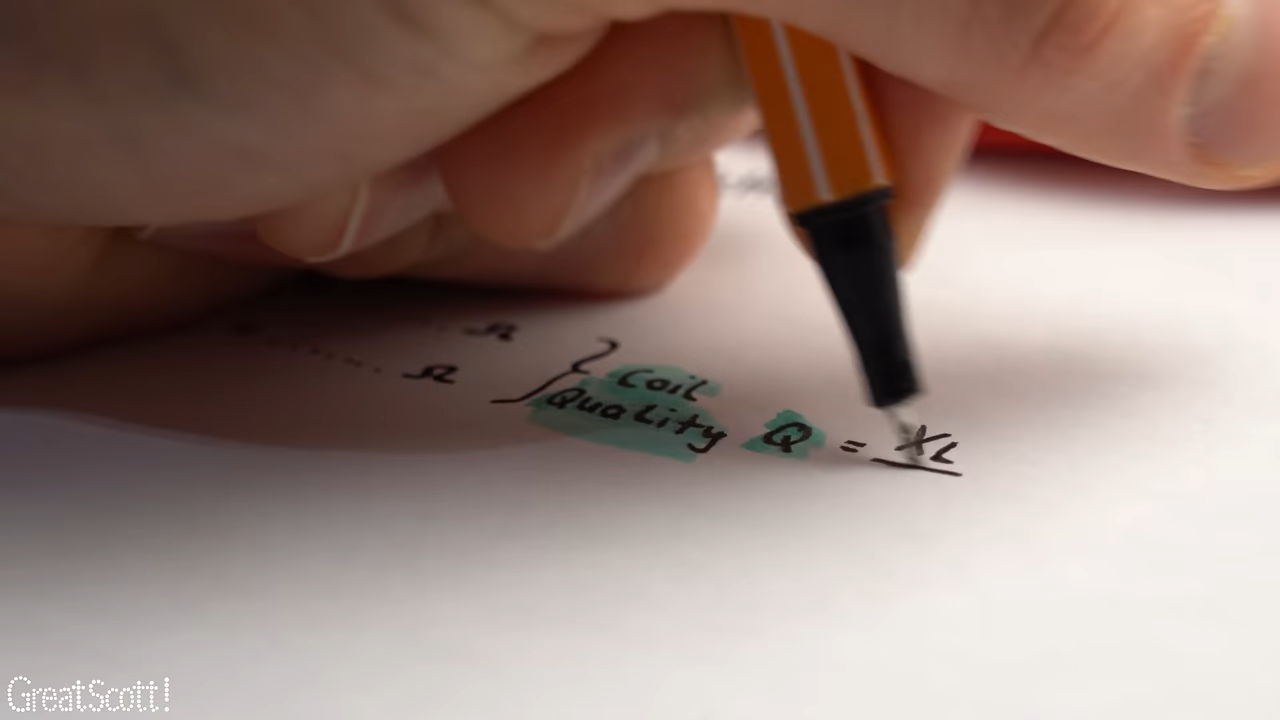 Ω
Ω
} Coil
Quality Q = XL
GreatScott!